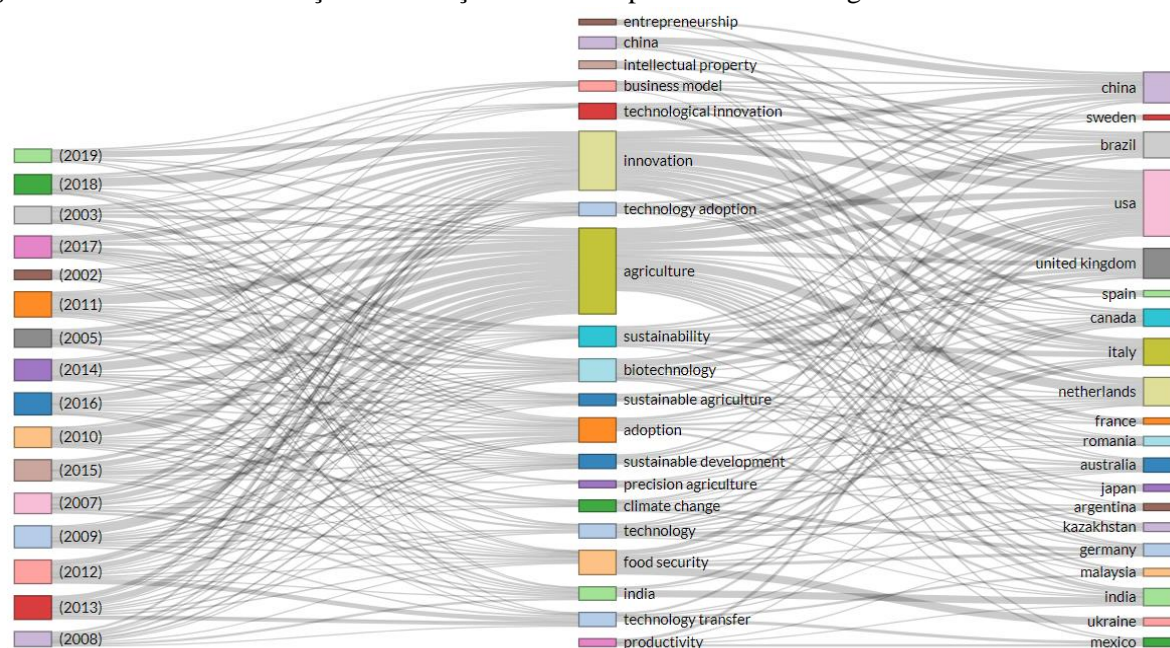 entrepreneurship
china
intellectual property
business model
technological innovation
innovation
technology adoption
agriculture
sustainability
biotechnology
sustainable agriculture
adoption
sustainable development
precision agriculture
climate change
technology
food security
india
technology transfer
productivity
(2019)
(2018)
(2003)
(2017)
(2002)
(2011)
(2005)
(2014)
(2016)
(2010)
(2015)
(2007)
(2009)
(2012)
(2013)
(2008)
china
sweden
brazil
usa
united kingdom
spain
canada
italy
netherlands
france
romania
australia
japan
argentina
kazakhstan
germany
malaysia
india
ukraine
mexico